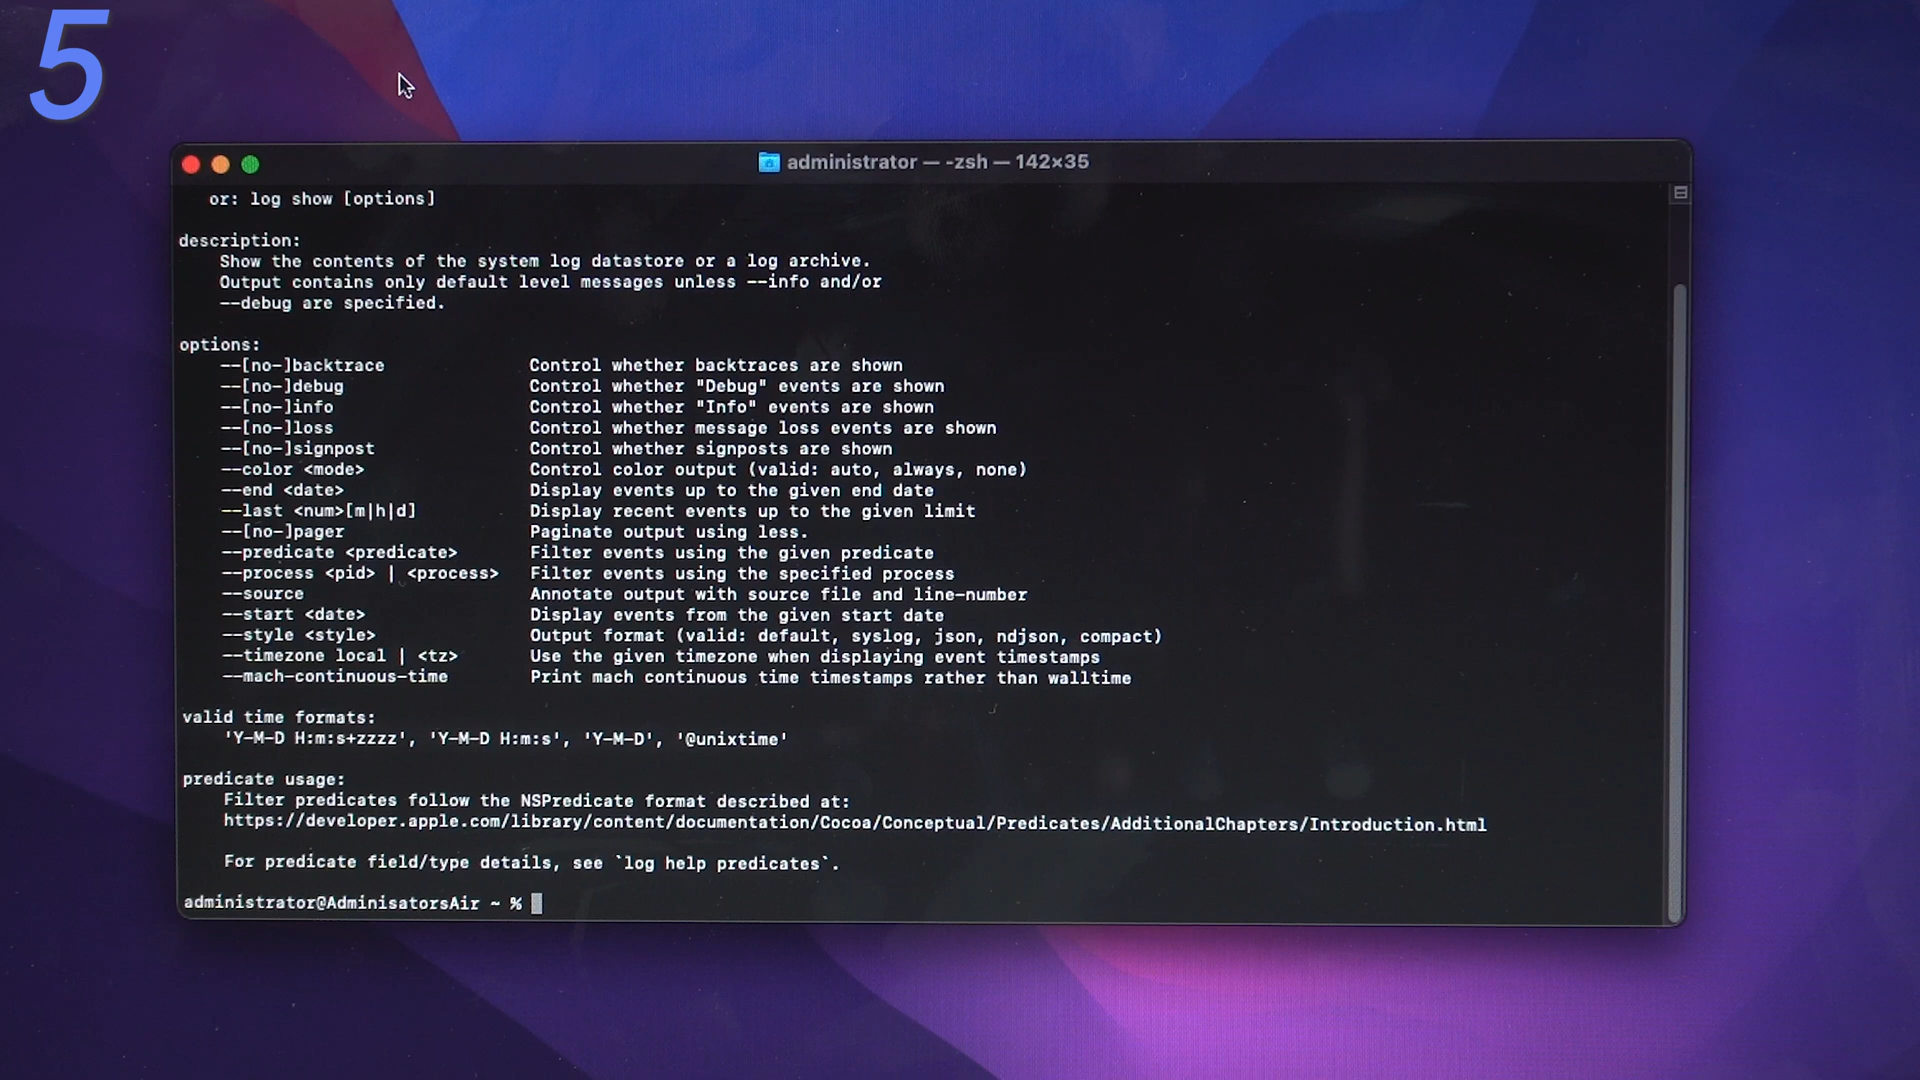 5
administrator — -zsh — 142×35
or: log show [options]
description:
Show the contents of the system log datastore or a log archive.
Output contains only default level messages unless --info and/or
--debug are specified.
options:
--[no-]backtrace Control whether backtraces are shown
--[no-]debug Control whether "Debug" events are shown
--[no-]info Control whether "Info" events are shown
--[no-]loss Control whether message loss events are shown
--[no-]signpost Control whether signposts are shown
--color <mode> Control color output (valid: auto, always, none)
--end <date> Display events up to the given end date
--last <num>[m|h|d] Display recent events up to the given limit
--[no-]pager Paginate output using less.
--predicate <predicate> Filter events using the given predicate
--process <pid> | <process> Filter events using the specified process
--source Annotate output with source file and line-number
--start <date> Display events from the given start date
--style <style> Output format (valid: default, syslog, json, ndjson, compact)
--timezone local | <tz> Use the given timezone when displaying event timestamps
--mach-continuous-time Print mach continuous time timestamps rather than walltime
valid time formats:
'Y-M-D H:m:s+zzzz', 'Y-M-D H:m:s', 'Y-M-D', '@unixtime'
predicate usage:
Filter predicates follow the NSPredicate format described at:
https://developer.apple.com/library/content/documentation/Cocoa/Conceptual/Predicates/AdditionalChapters/Introduction.html
For predicate field/type details, see `log help predicates`.
administrator@AdminisatorsAir ~ %